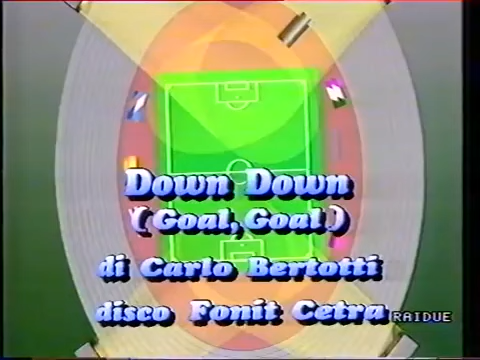 Down Down
(Goal, Goal)
di Carlo Bertotti
disco Fonit Cetra
RAIDUE